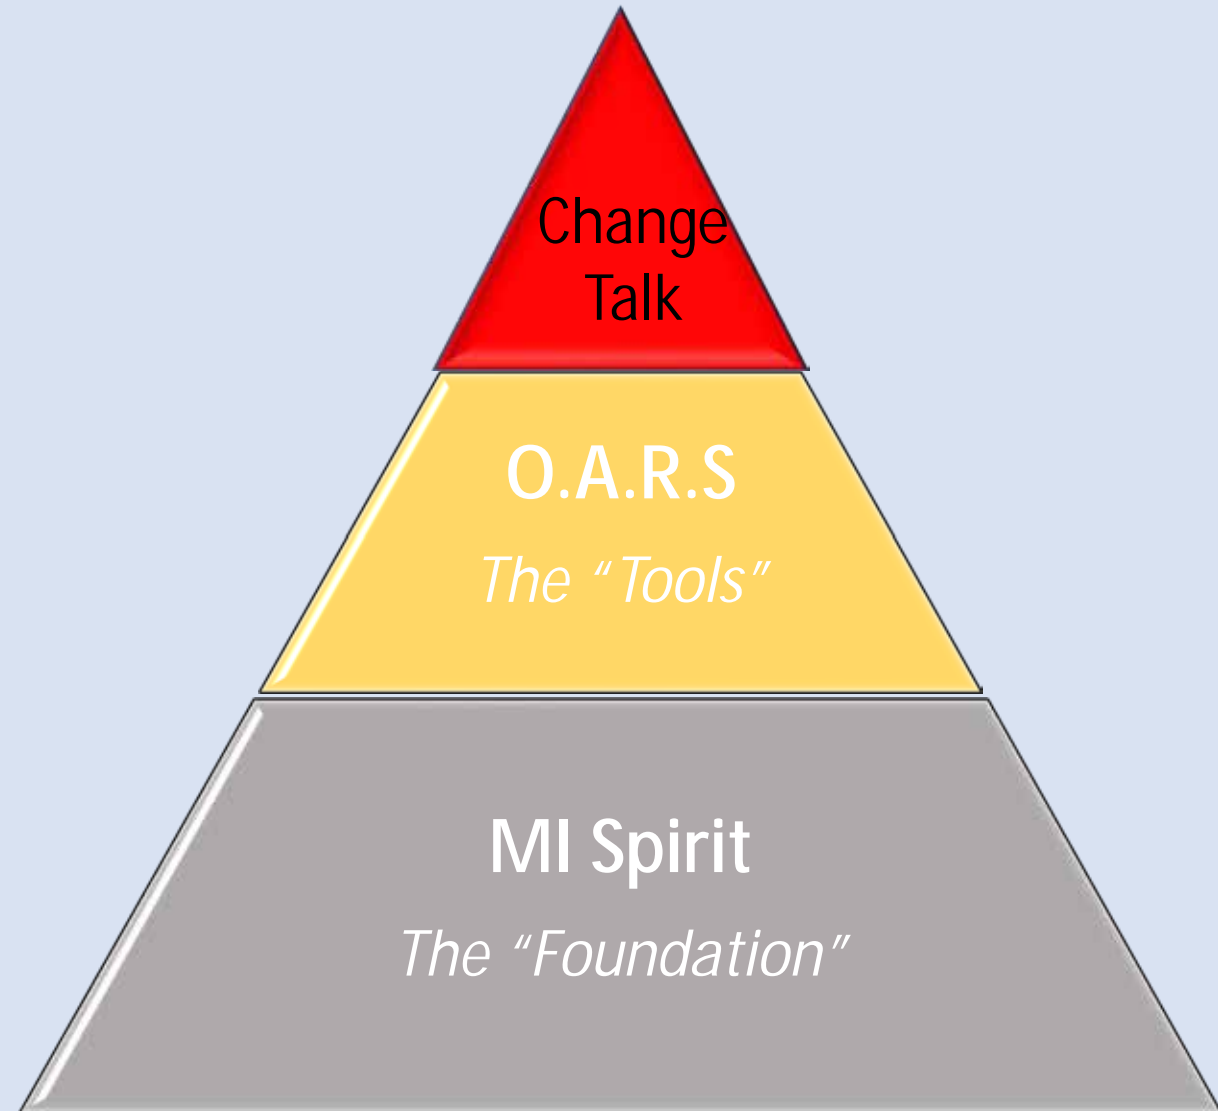 Change
Talk
O.A.R.S
The “Tools”
MI Spirit
The “Foundation”